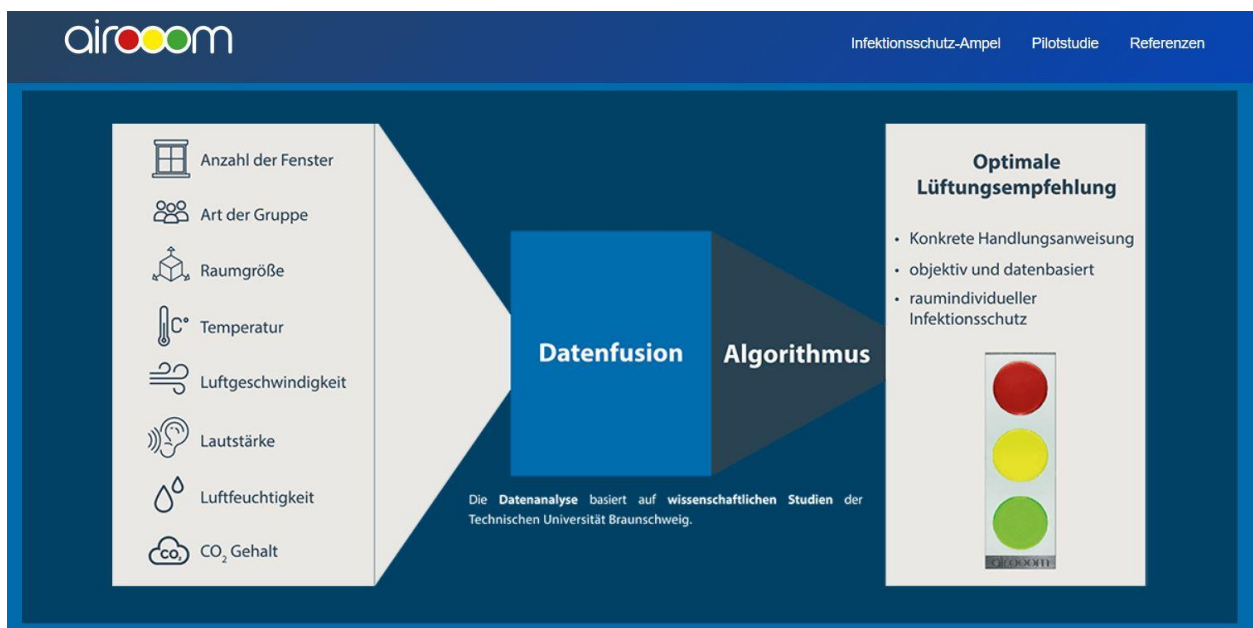 airooom
Infektionsschutz-Ampel Pilotstudie Referenzen
Anzahl der Fenster
Art der Gruppe
Raumgröße
C° Temperatur
Luftgeschwindigkeit
Lautstärke
Luftfeuchtigkeit
CO₂ CO₂ Gehalt
Datenfusion
Algorithmus
Die Datenanalyse basiert auf wissenschaftlichen Studien der
Technischen Universität Braunschweig.
Optimale
Lüftungsempfehlung
• Konkrete Handlungsanweisung
• objektiv und datenbasiert
• raumindividueller
Infektionsschutz
airooom